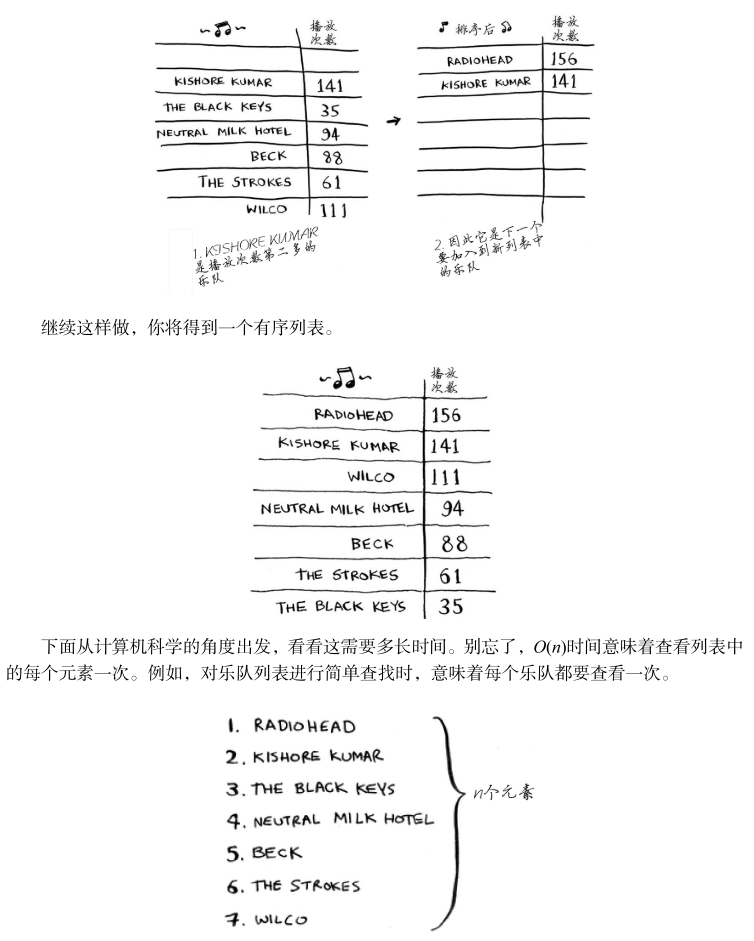 播放
次数
KISHORE KUMAR 141
THE BLACK KEYS 35
NEUTRAL MILK HOTEL 94
BECK 88
THE STROKES 61
WILCO 111
1. KISHORE KUMAR
是播放次数第二多的
乐队
排序后 播放
次数
RADIOHEAD 156
KISHORE KUMAR 141
2. 因此它是下一个
要加入到新列表中
的乐队
继续这样做，你将得到一个有序列表。
播放
次数
RADIOHEAD 156
KISHORE KUMAR 141
WILCO 111
NEUTRAL MILK HOTEL 94
BECK 88
THE STROKES 61
THE BLACK KEYS 35
下面从计算机科学的角度出发，看看这需要多长时间。别忘了，O(n)时间意味着查看列表中
的每个元素一次。例如，对乐队列表进行简单查找时，意味着每个乐队都要查看一次。
1. RADIOHEAD
2. KISHORE KUMAR
3. THE BLACK KEYS
4. NEUTRAL MILK HOTEL
5. BECK
6. THE STROKES
7. WILCO
n个元素